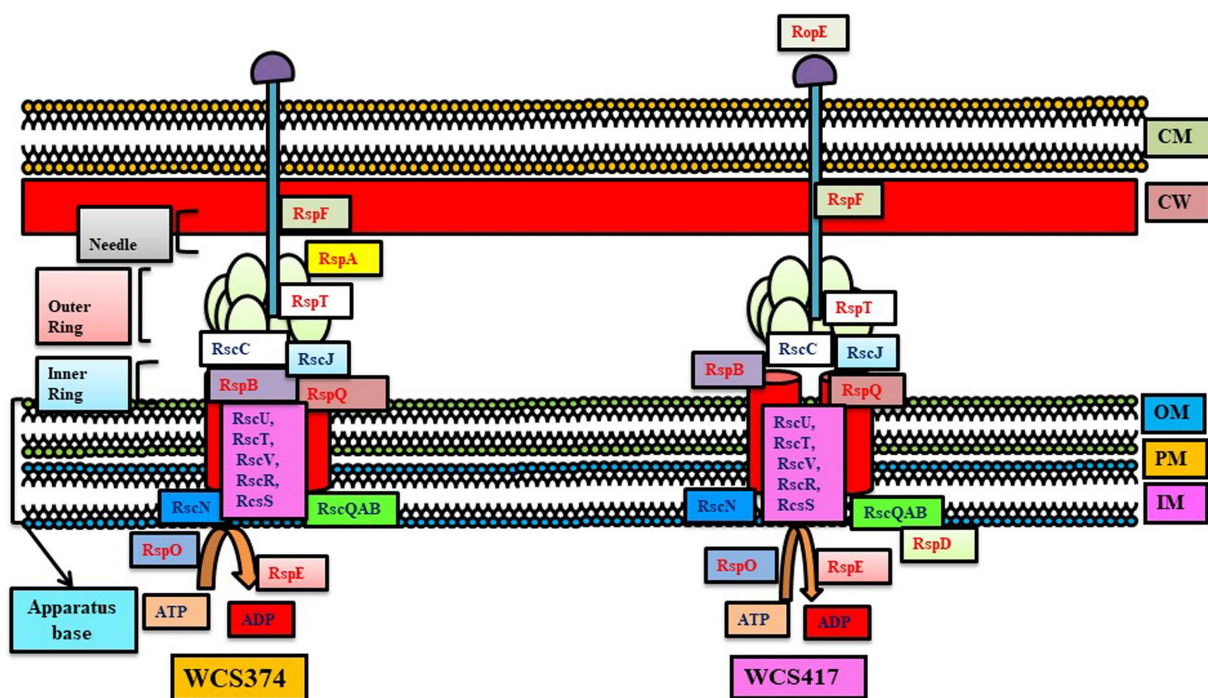 RopE
CM
CW
RspF
RspF
Needle
RspA
Outer
Ring
RspT
RspT
RscC
RscJ
RscC
RscJ
Inner
Ring
RspB
RspQ
RspB
RspQ
OM
RscU,
RscT,
RscV,
RscR,
RcsS
RscU,
RscT,
RscV,
RscR,
RcsS
PM
IM
RscN
RscQAB
RscN
RscQAB
RspD
RspO
RspE
RspO
RspE
Apparatus
base
ATP
ADP
ATP
ADP
WCS374
WCS417